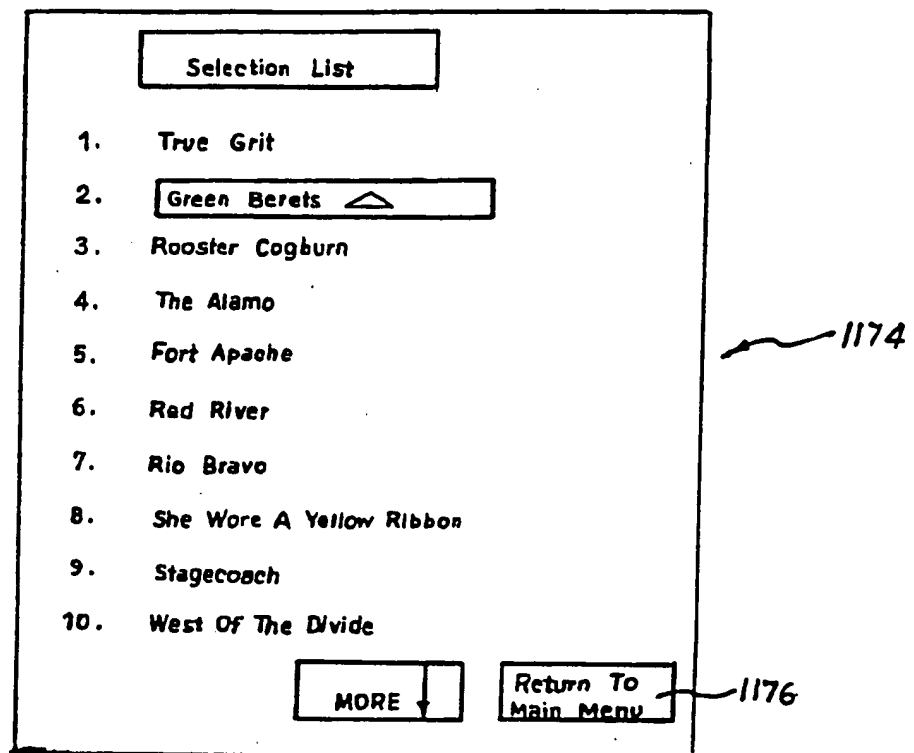 Selection List
1. True Grit
2. Green Berets
3. Rooster Cogburn
4. The Alamo
5. Fort Apache
6. Red River
7. Rio Bravo
8. She Wore A Yellow Ribbon
9. Stagecoach
10. West Of The Divide
MORE
Return To
Main Menu
1174
1176